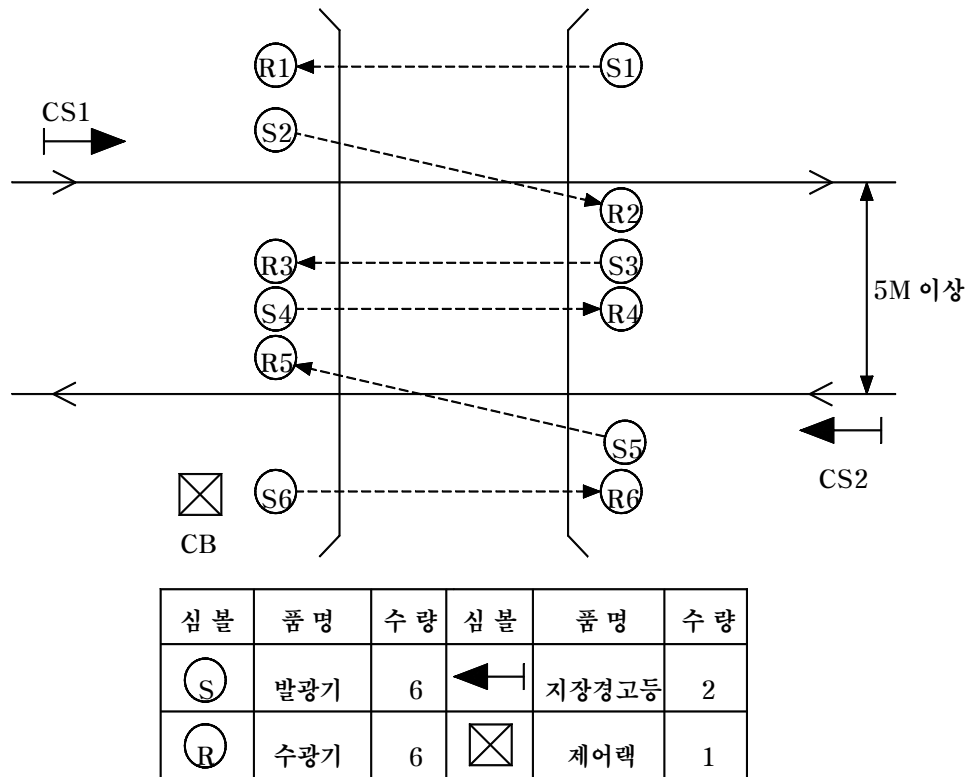 R1 S1
CS1
S2
R2
R3 S3
S4 R4
5M 이상
R5
S5
CS2
S6 R6
CB
심 볼 품 명 수 량 심 볼 품 명 수 량
S 발광기 6 지장경고등 2
R 수광기 6 제어랙 1